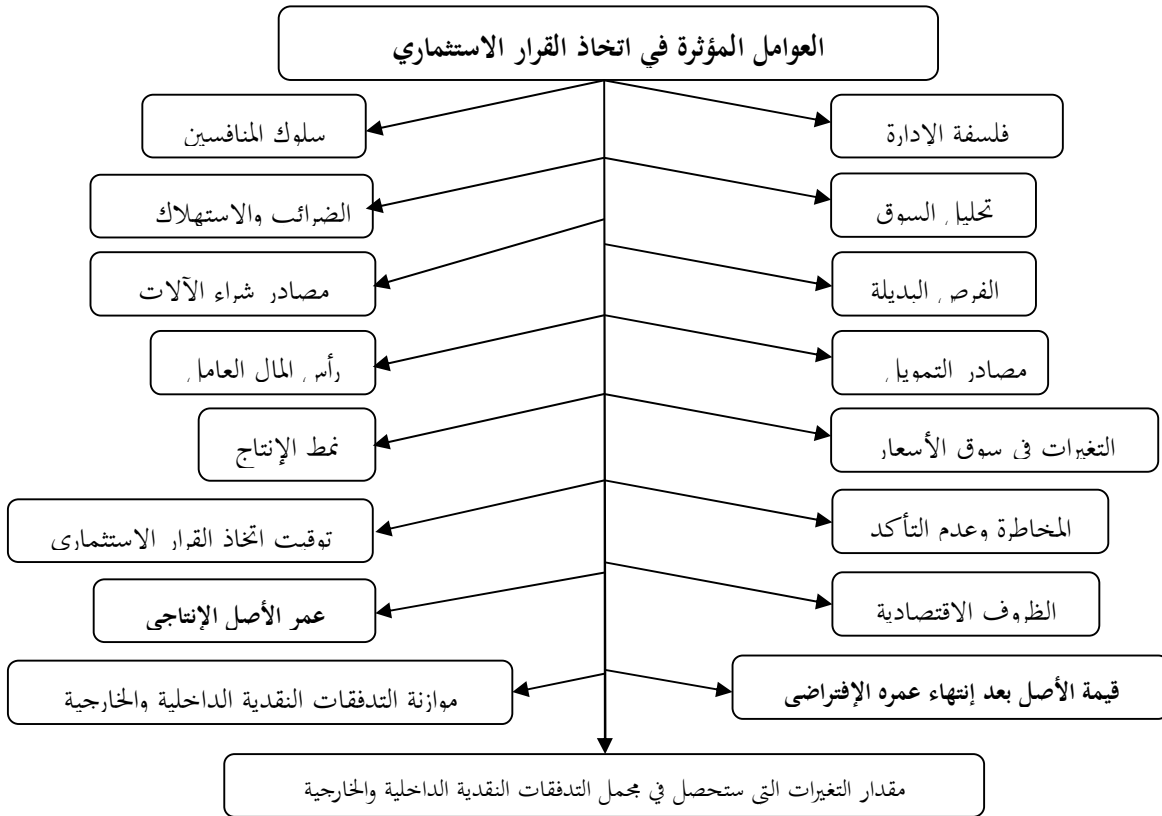 العوامل المؤثرة في اتخاذ القرار الاستثماري
فلسفة الإدارة
سلوك المنافسين
تحليل السوق
الضرائب والاستهلاك
الفرص البديلة
مصادر شراء الآلات
مصادر التمويل
رأس المال العامل
التغيرات في سوق الأسعار
نمط الإنتاج
المخاطرة وعدم التأكد
توقيت اتخاذ القرار الاستثماري
الظروف الاقتصادية
عمر الأصل الإنتاجي
قيمة الأصل بعد إنتهاء عمره الإفتراضي
موازنة التدفقات النقدية الداخلية والخارجية
مقدار التغيرات التي ستحصل في مجمل التدفقات النقدية الداخلية والخارجية